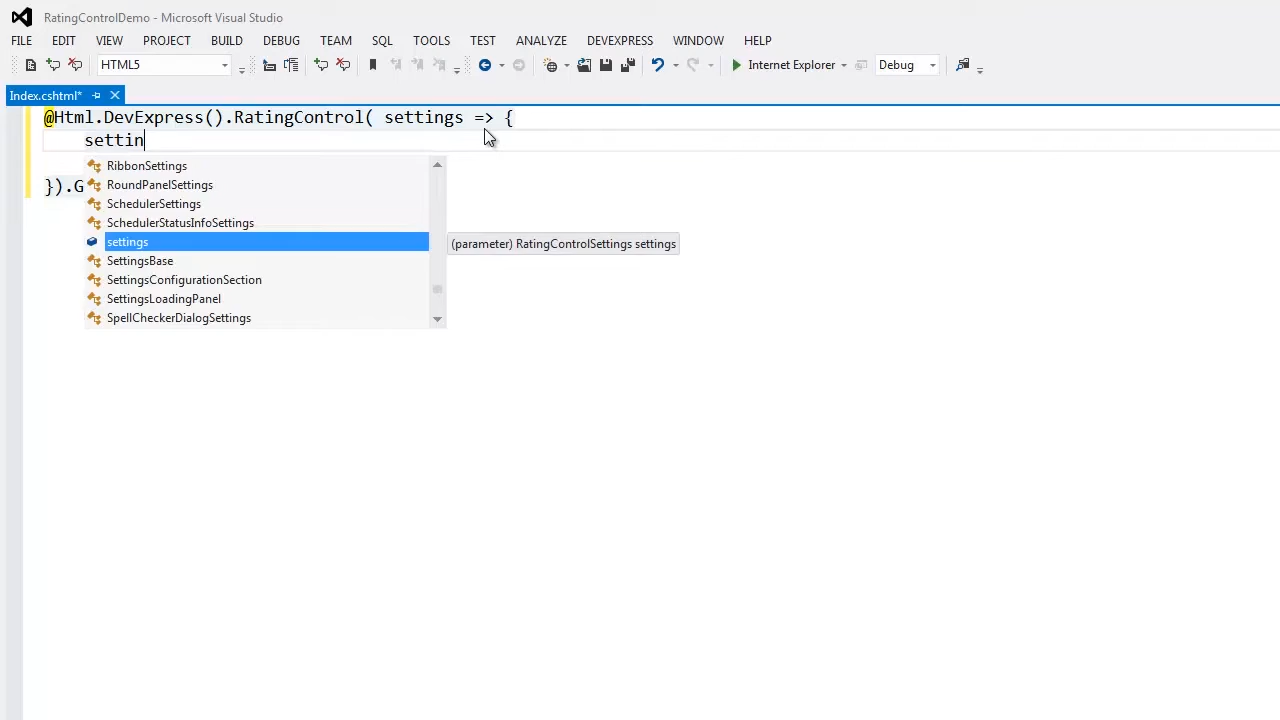 RatingControlDemo - Microsoft Visual Studio
FILE EDIT VIEW PROJECT BUILD DEBUG TEAM SQL TOOLS TEST ANALYZE DEVEXPRESS WINDOW HELP
HTML5 Internet Explorer Debug
Index.cshtml*
@Html.DevExpress().RatingControl( settings => {
settin
RibbonSettings
}).G RoundPanelSettings
SchedulerSettings
SchedulerStatusInfoSettings
settings (parameter) RatingControlSettings settings
SettingsBase
SettingsConfigurationSection
SettingsLoadingPanel
SpellCheckerDialogSettings